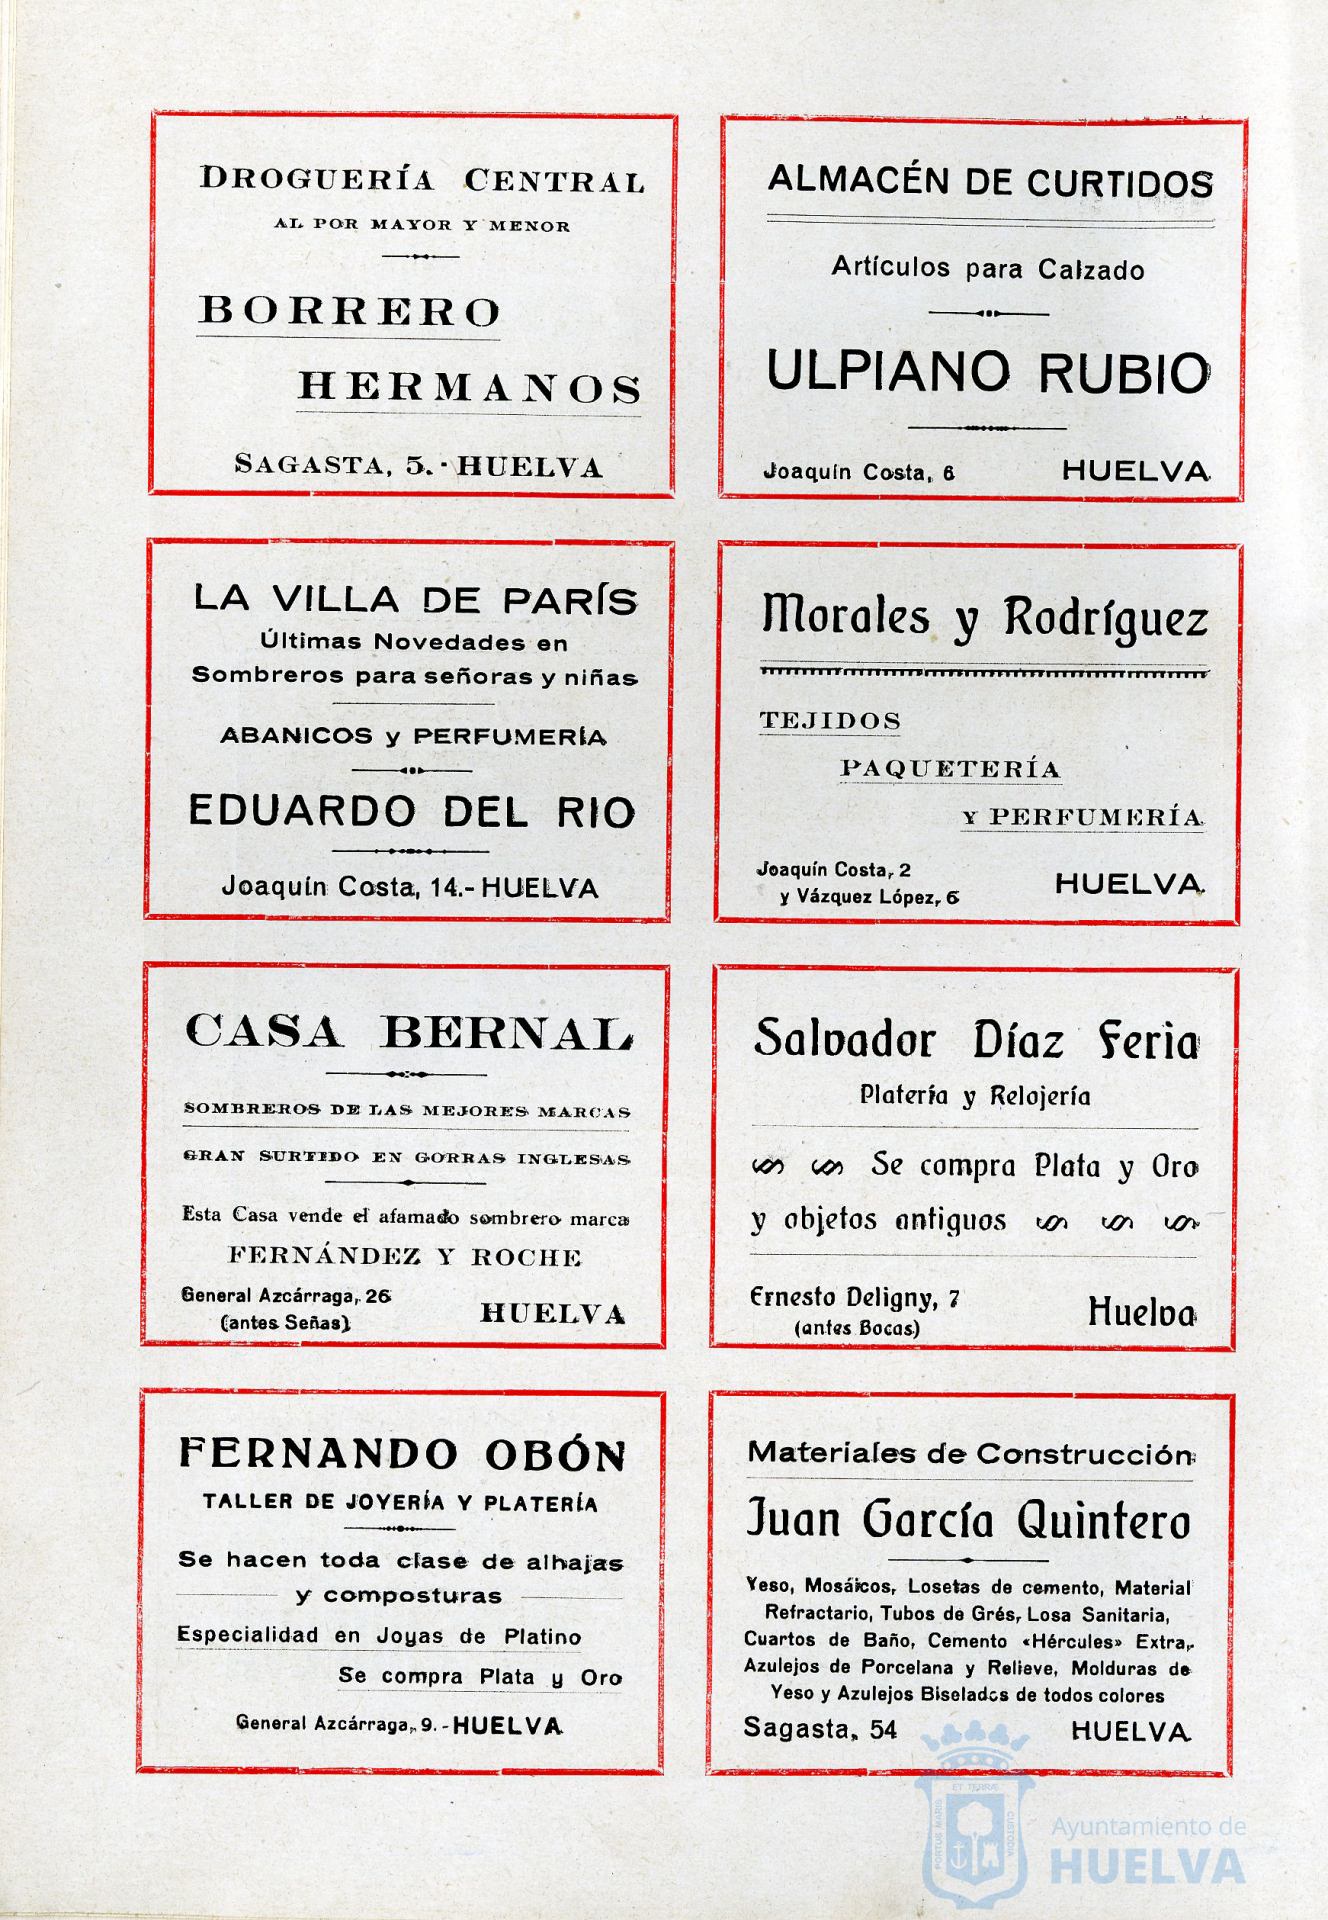 DROGUERÍA CENTRAL
AL POR MAYOR Y MENOR
BORRERO
HERMANOS
SAGASTA, 5.-HUELVA
ALMACÉN DE CURTIDOS
Artículos para Calzado
ULPIANO RUBIO
Joaquín Costa, 6 HUELVA
LA VILLA DE PARÍS
Últimas Novedades en
Sombreros para señoras y niñas
ABANICOS y PERFUMERÍA
EDUARDO DEL RIO
Joaquín Costa, 14.-HUELVA
Morales y Rodríguez
TEJIDOS
PAQUETERÍA
Y PERFUMERÍA
Joaquín Costa, 2
y Vázquez López, 6 HUELVA
CASA BERNAL
SOMBREROS DE LAS MEJORES MARCAS
GRAN SURTIDO EN GORRAS INGLESAS
Esta Casa vende el afamado sombrero marca
FERNÁNDEZ Y ROCHE
General Azcárraga, 26
(antes Señas) HUELVA
Salvador Díaz Feria
Platería y Relojería
Se compra Plata y Oro
y objetos antiguos
Ernesto Deligny, 7
(antes Bocas) Huelva
FERNANDO OBÓN
TALLER DE JOYERÍA Y PLATERÍA
Se hacen toda clase de alhajas
y composturas
Especialidad en Joyas de Platino
Se compra Plata y Oro
General Azcárraga, 9.-HUELVA
Materiales de Construcción
Juan García Quintero
Yeso, Mosáicos, Losetas de cemento, Material
Refractario, Tubos de Grés, Losa Sanitaria,
Cuartos de Baño, Cemento «Hércules» Extra,
Azulejos de Porcelana y Relieve, Molduras de
Yeso y Azulejos Biselados de todos colores
Sagasta, 54 HUELVA
PORTUS MARIS ET TERRÆ CUSTODIA
Ayuntamiento de
HUELVA